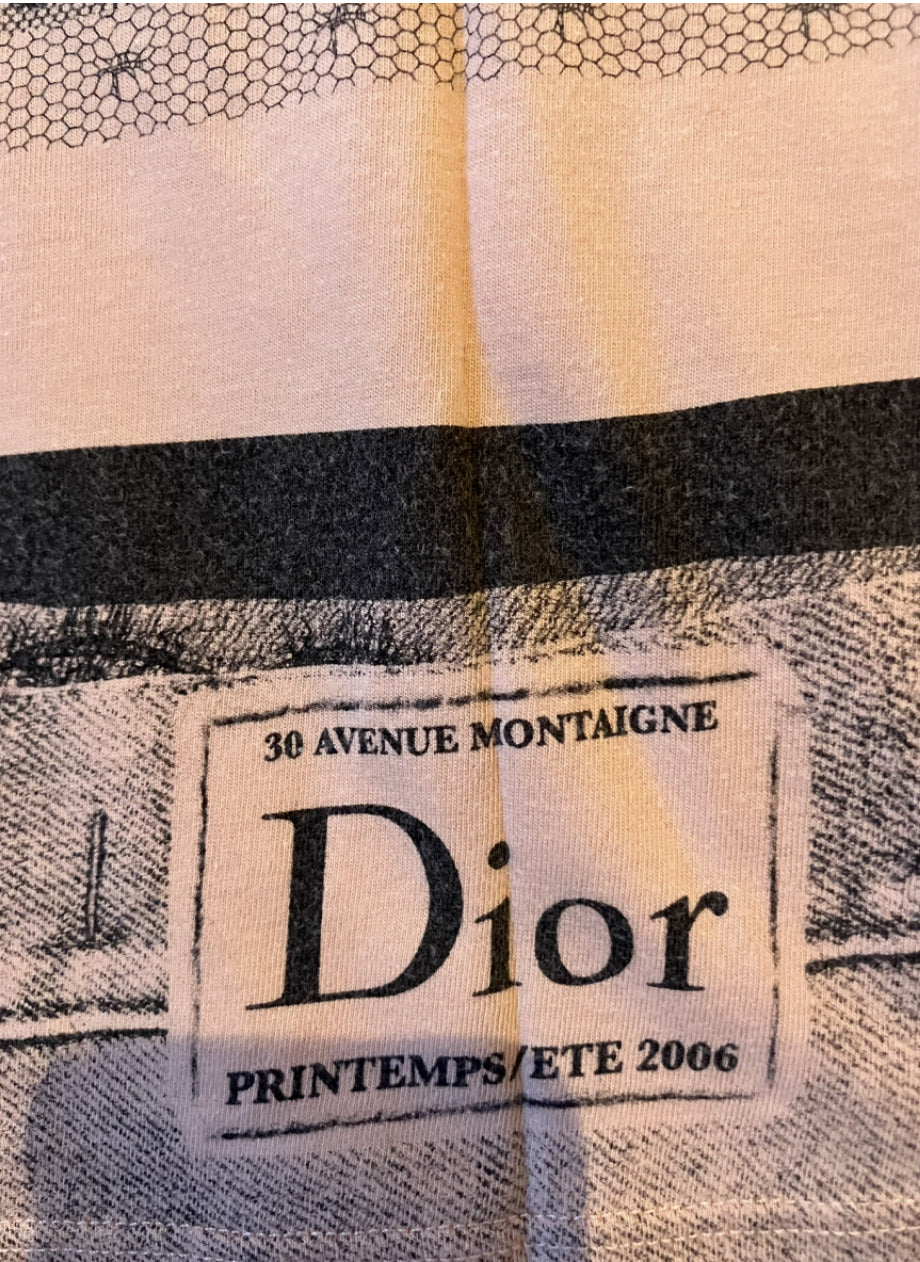 30 AVENUE MONTAIGNE
Dior
PRINTEMPS/ETE 2006